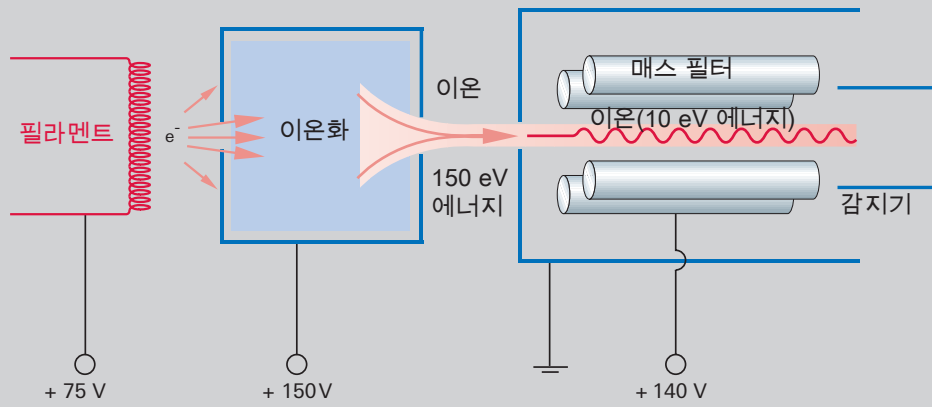 필라멘트
e-
이온화
이온
150 eV
에너지
매스 필터
이온(10 eV 에너지)
감지기
+ 75 V
+ 150V
+ 140 V